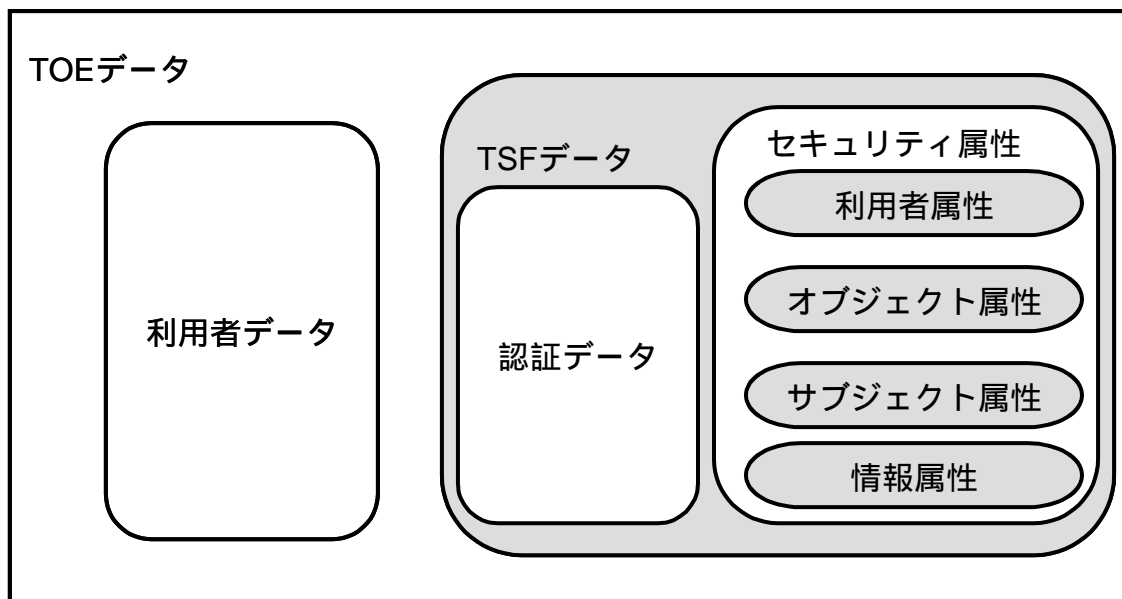 TOEデータ
利用者データ
TSFデータ
認証データ
セキュリティ属性
利用者属性
オブジェクト属性
サブジェクト属性
情報属性